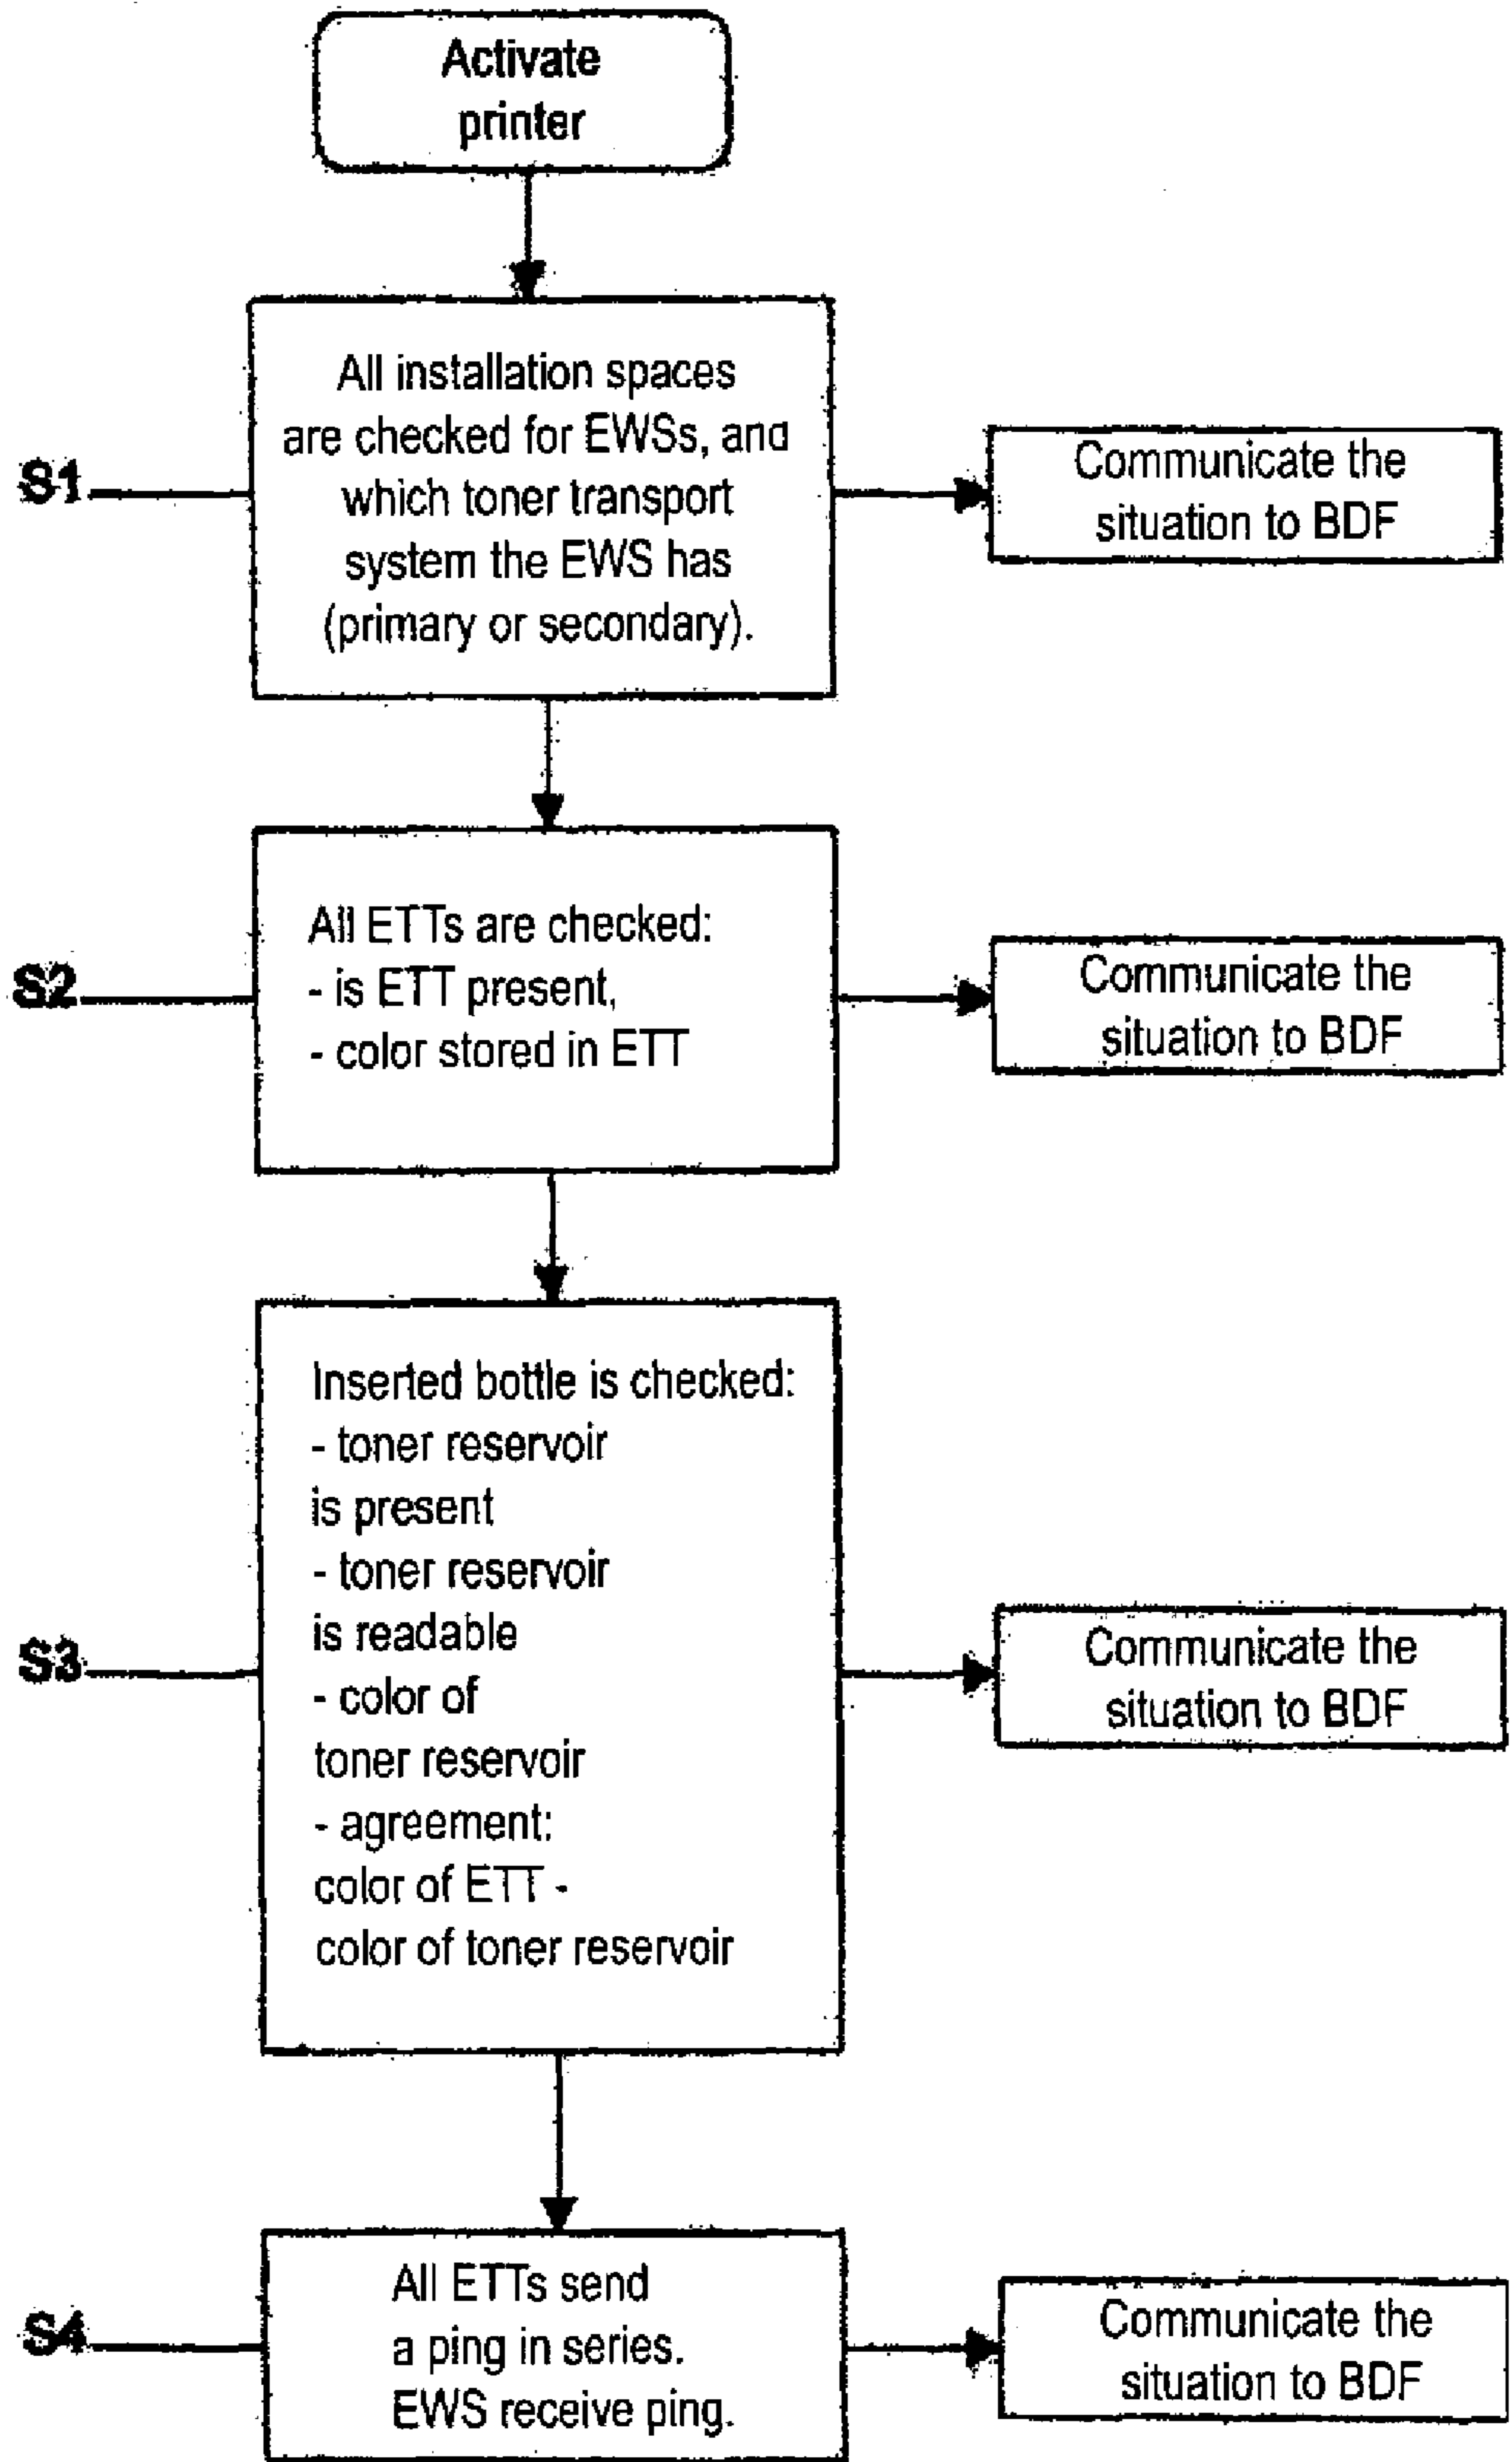 Activate
printer
S1
All installation spaces
are checked for EWSs, and
which toner transport
system the EWS has
(primary or secondary).
Communicate the
situation to BDF
S2
All ETTs are checked:
- is ETT present,
- color stored in ETT
Communicate the
situation to BDF
S3
Inserted bottle is checked:
- toner reservoir
is present
- toner reservoir
is readable
- color of
toner reservoir
- agreement:
color of ETT -
color of toner reservoir
Communicate the
situation to BDF
S4
All ETTs send
a ping in series.
EWS receive ping.
Communicate the
situation to BDF